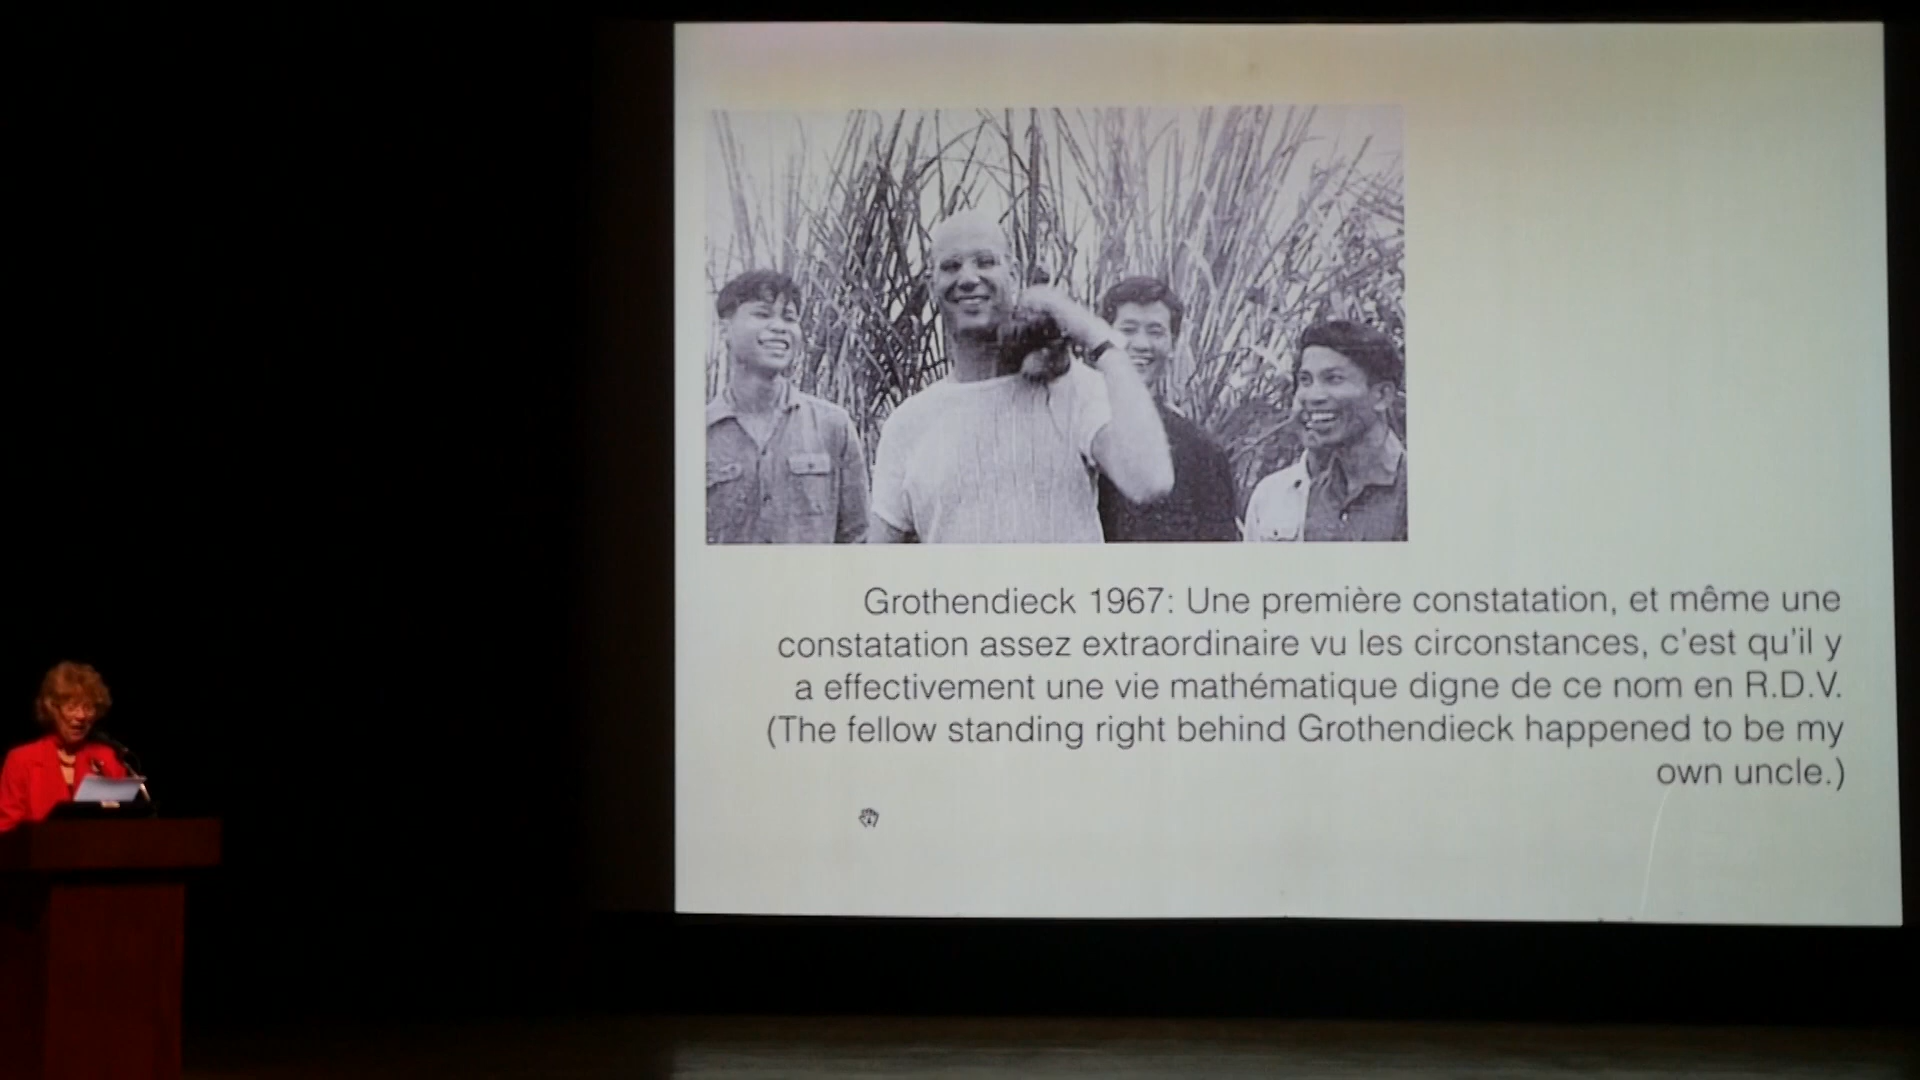 Grothendieck 1967: Une première constatation, et même une
constatation assez extraordinaire vu les circonstances, c'est qu'il y
a effectivement une vie mathématique digne de ce nom en R.D.V.
(The fellow standing right behind Grothendieck happened to be my
own uncle.)